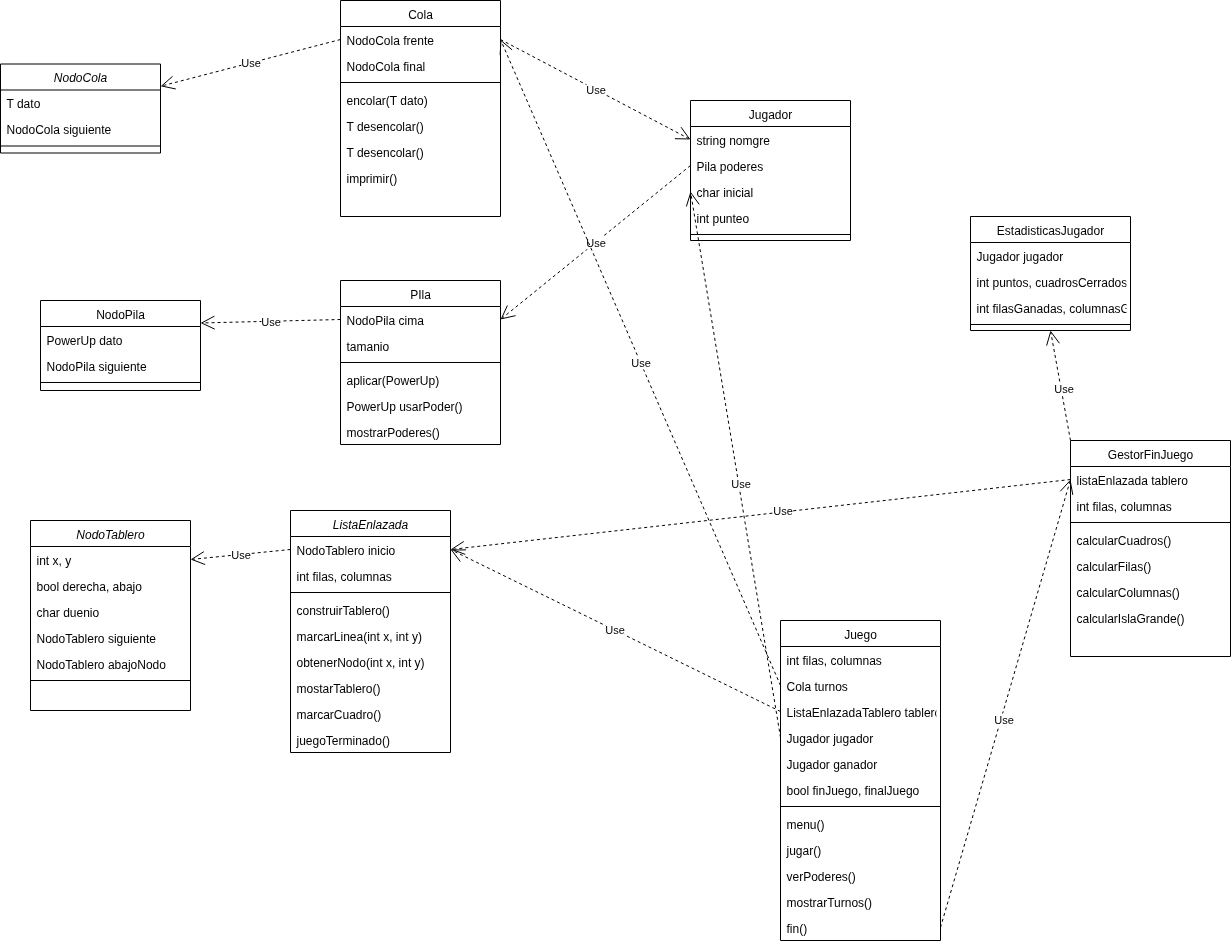 Cola
NodoCola frente
NodoCola final
encolar(T dato)
T desencolar()
T desencolar()
imprimir()
Use
NodoCola
T dato
NodoCola siguiente
Use
Jugador
string nomgre
Pila poderes
char inicial
int punteo
Use
EstadisticasJugador
Jugador jugador
int puntos, cuadrosCerrados
int filasGanadas, columnasG
PIla
NodoPila cima
tamanio
aplicar(PowerUp)
PowerUp usarPoder()
mostrarPoderes()
Use
NodoPila
PowerUp dato
NodoPila siguiente
Use
Use
GestorFinJuego
listaEnlazada tablero
int filas, columnas
calcularCuadros()
calcularFilas()
calcularColumnas()
calcularIslaGrande()
Use
Use
ListaEnlazada
NodoTablero inicio
int filas, columnas
construirTablero()
marcarLinea(int x, int y)
obtenerNodo(int x, int y)
mostarTablero()
marcarCuadro()
juegoTerminado()
Use
NodoTablero
int x, y
bool derecha, abajo
char duenio
NodoTablero siguiente
NodoTablero abajoNodo
Use
Juego
int filas, columnas
Cola turnos
ListaEnlazadaTablero tablero
Jugador jugador
Jugador ganador
bool finJuego, finalJuego
menu()
jugar()
verPoderes()
mostrarTurnos()
fin()
Use